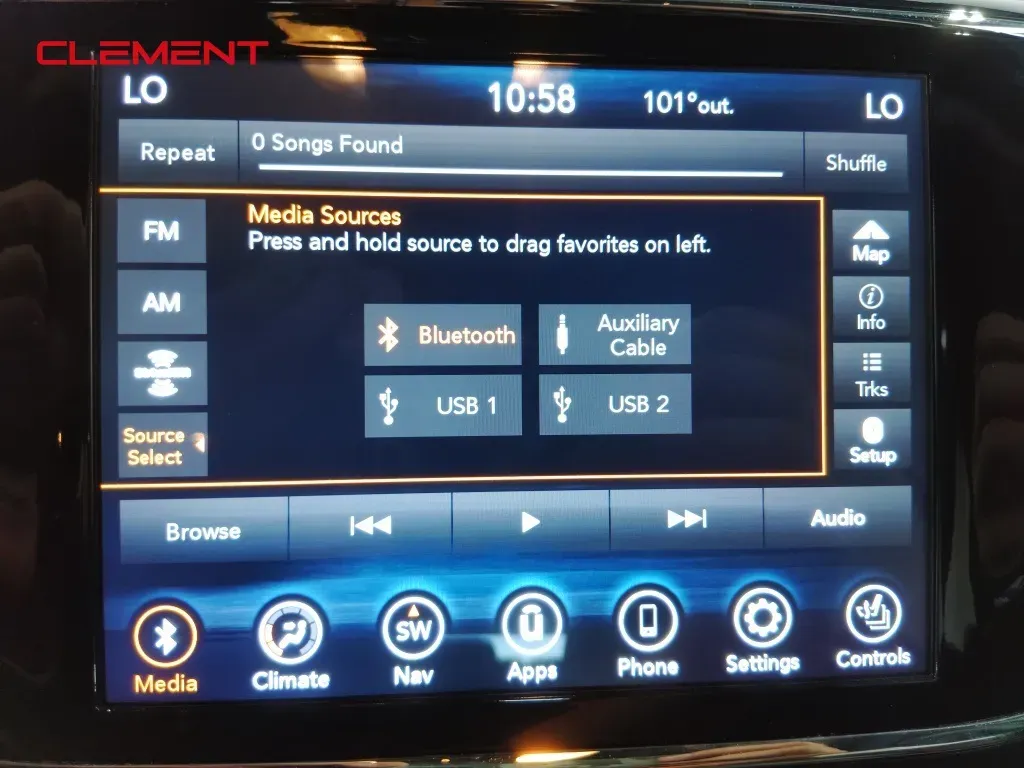 CLEMENT
LO
10:58
101°out.
LO
Repeat
0 Songs Found
Shuffle
FM
Media Sources
Press and hold source to drag favorites on left.
Map
AM
Bluetooth
Auxiliary
Cable
Info
USB 1
USB 2
Trks
Source
Select
Setup
Browse
Audio
Media
Climate
SW
Nav
Apps
Phone
Settings
Controls